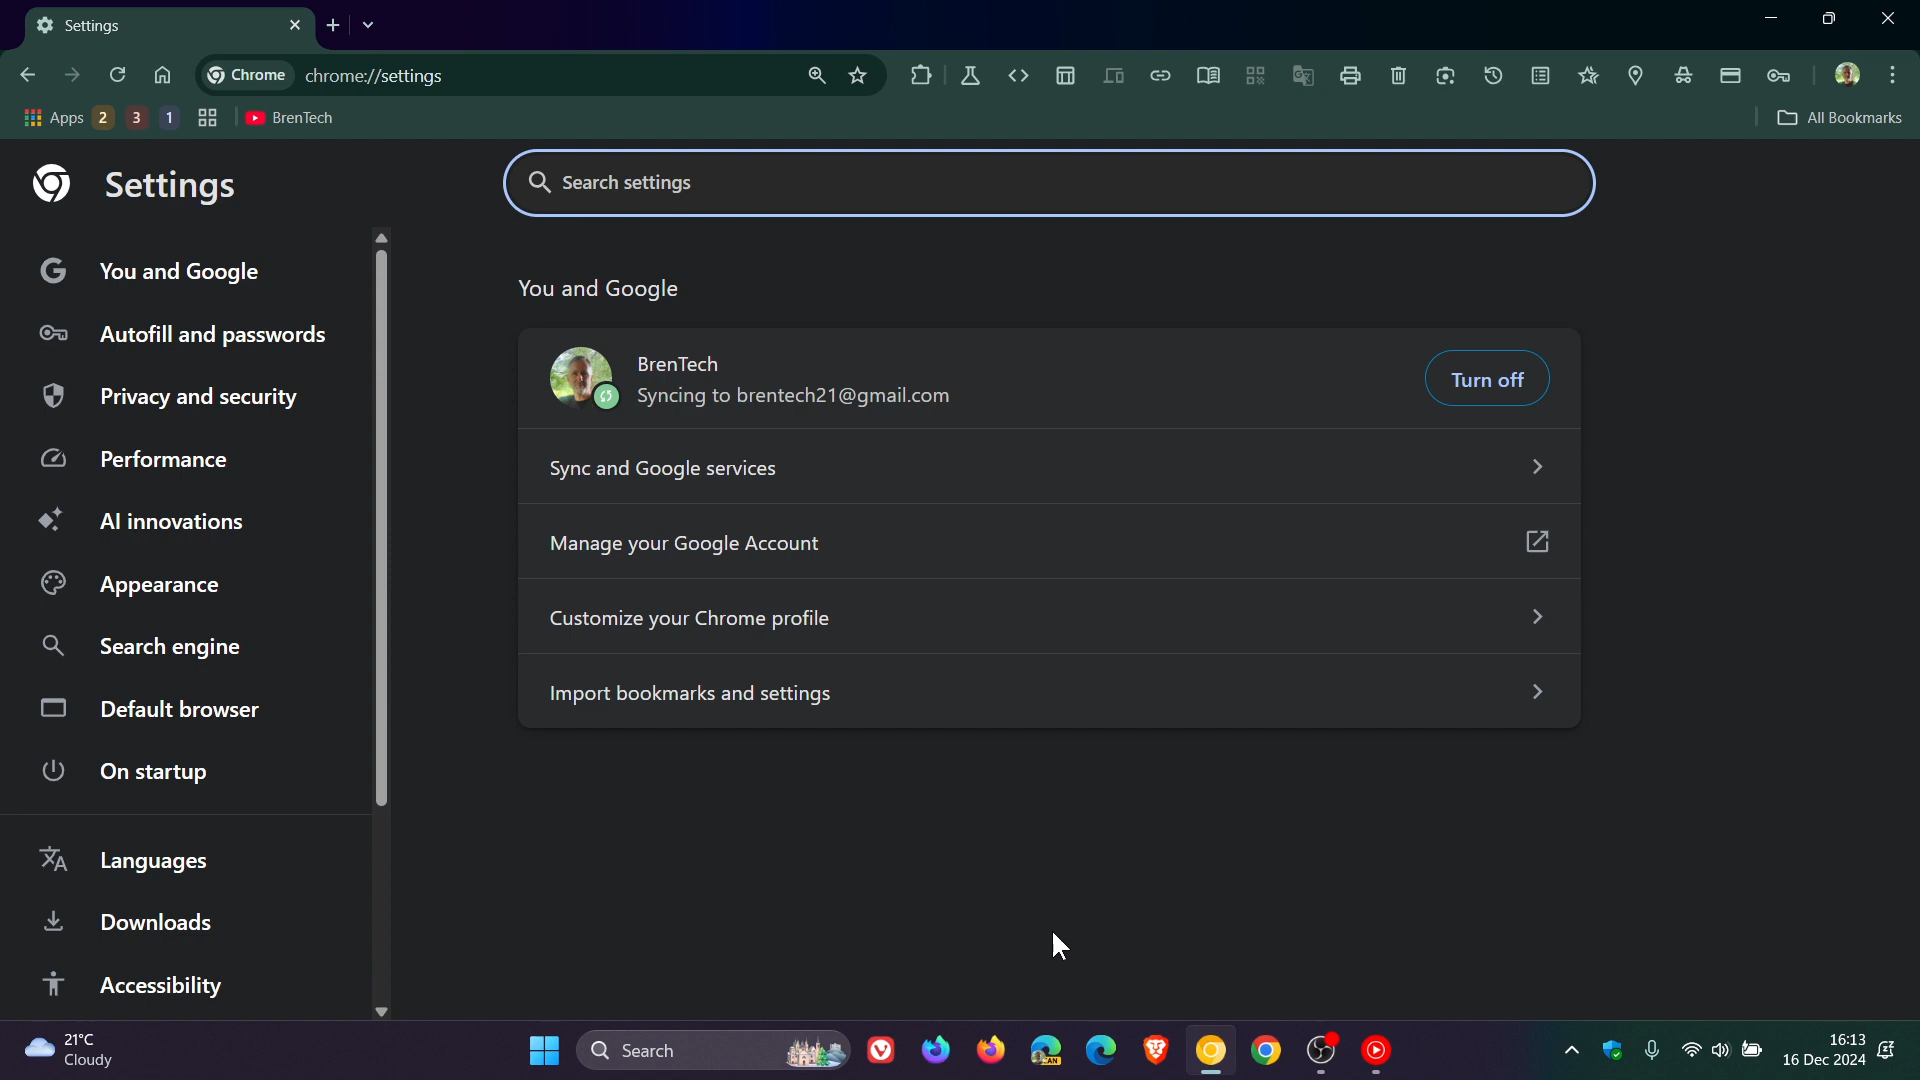 Settings
Chrome
chrome://settings
Apps
2
3
1
BrenTech
All Bookmarks
Settings
Search settings
You and Google
Autofill and passwords
Privacy and security
Performance
AI innovations
Appearance
Search engine
Default browser
On startup
Languages
Downloads
Accessibility
You and Google
BrenTech
Syncing to brentech21@gmail.com
Turn off
Sync and Google services
Manage your Google Account
Customize your Chrome profile
Import bookmarks and settings
21°C
Cloudy
Search
CAN
16:13
16 Dec 2024